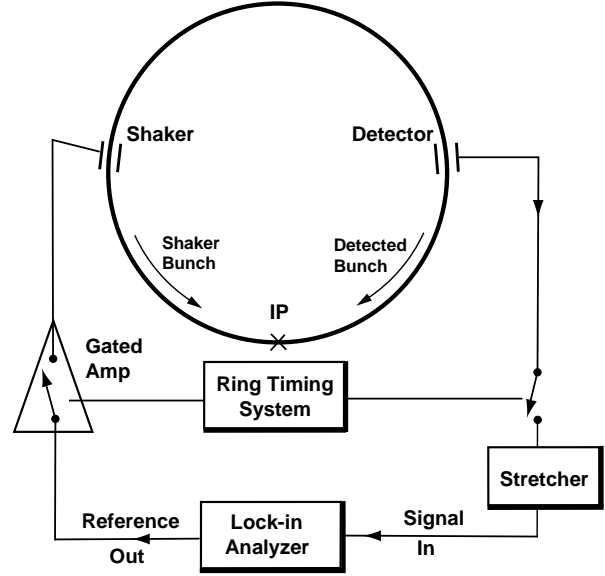 Shaker
Detector
Shaker
Bunch
Detected
Bunch
IP
Gated
Amp
Ring Timing
System
Stretcher
Reference
Out
Lock-in
Analyzer
Signal
In